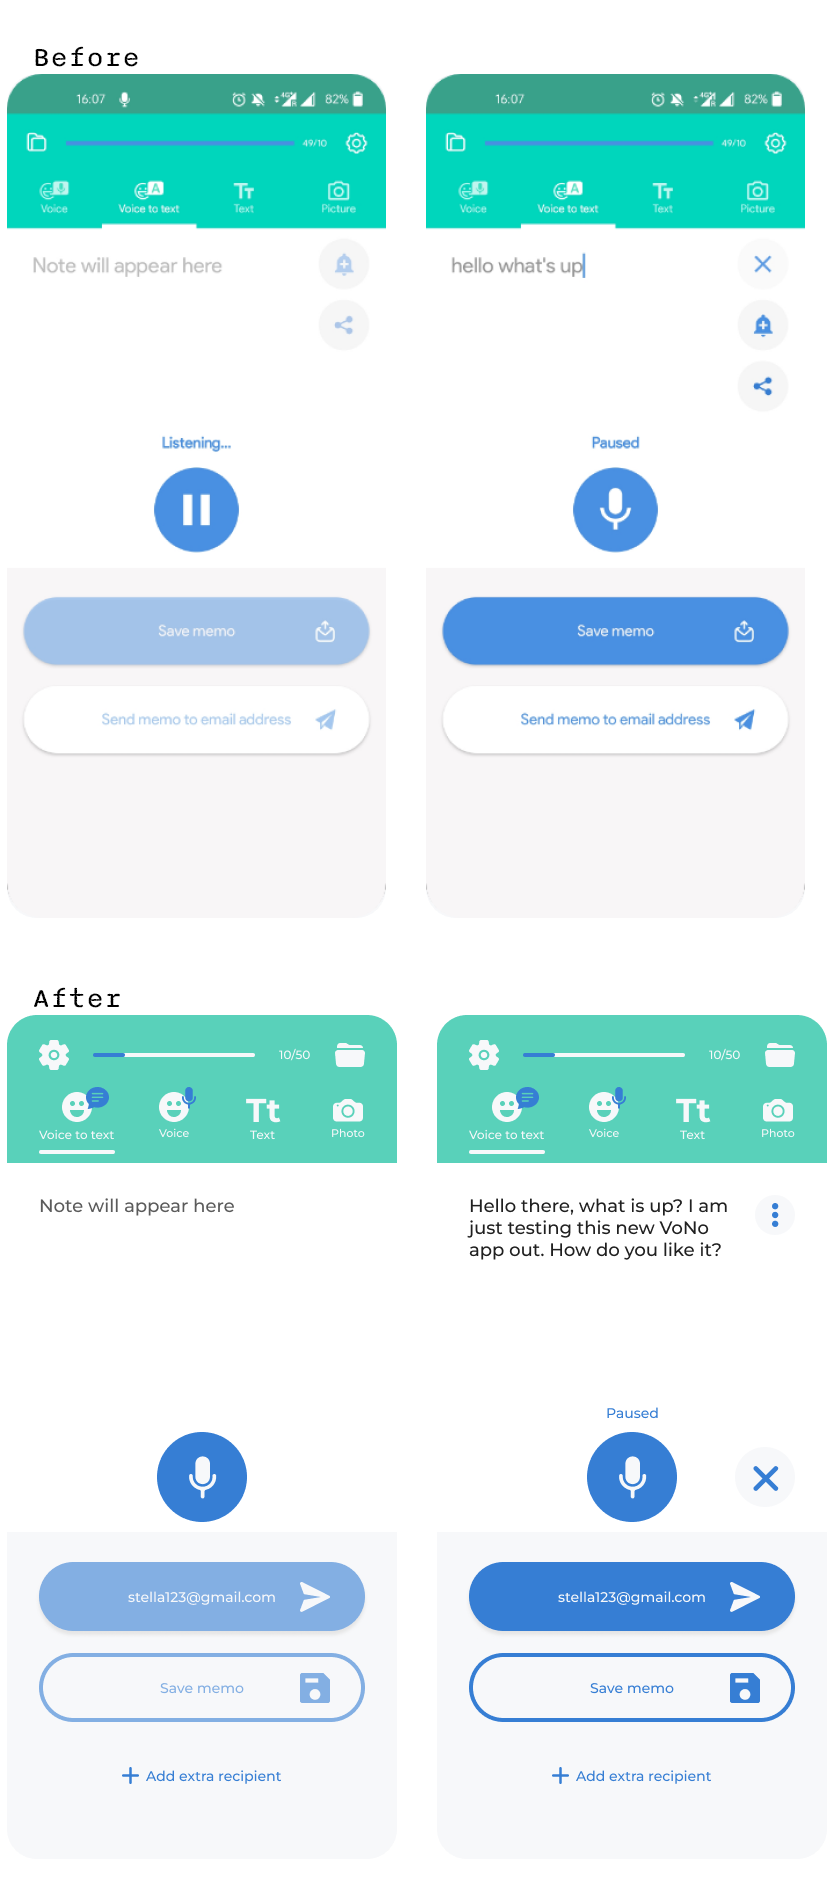 Before
16:07 4G 82%
49/10
Voice Voice to text Text Picture
Note will appear here
Listening...
Save memo
Send memo to email address
16:07 4G 82%
49/10
Voice Voice to text Text Picture
hello what's up
Paused
Save memo
Send memo to email address
After
10/50
Tt
Voice to text Voice Text Photo
Note will appear here
stella123@gmail.com
Save memo
Add extra recipient
10/50
Tt
Voice to text Voice Text Photo
Hello there, what is up? I am
just testing this new VoNo
app out. How do you like it?
Paused
stella123@gmail.com
Save memo
Add extra recipient